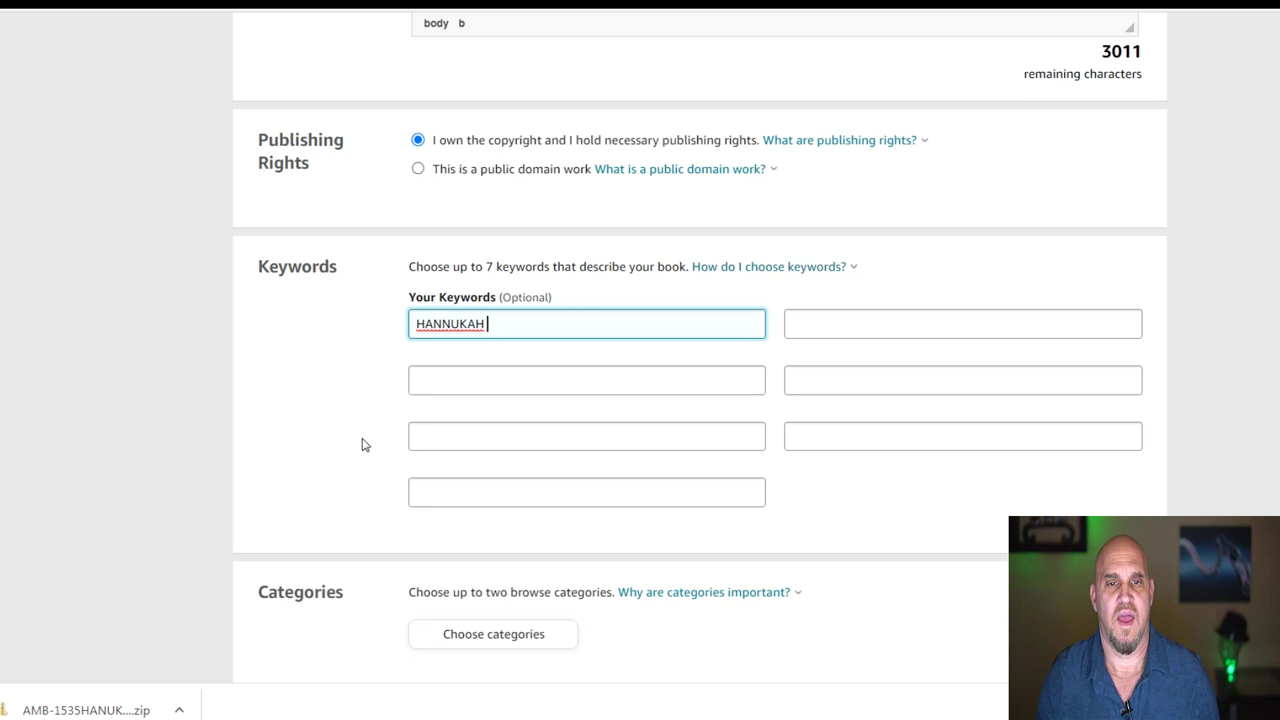 body b
3011
remaining characters
Publishing
Rights
I own the copyright and I hold necessary publishing rights. What are publishing rights?
This is a public domain work What is a public domain work?
Keywords
Choose up to 7 keywords that describe your book. How do I choose keywords?
Your Keywords (Optional)
HANNUKAH
Categories
Choose up to two browse categories. Why are categories important?
Choose categories
AMB-1535HANUK....zip